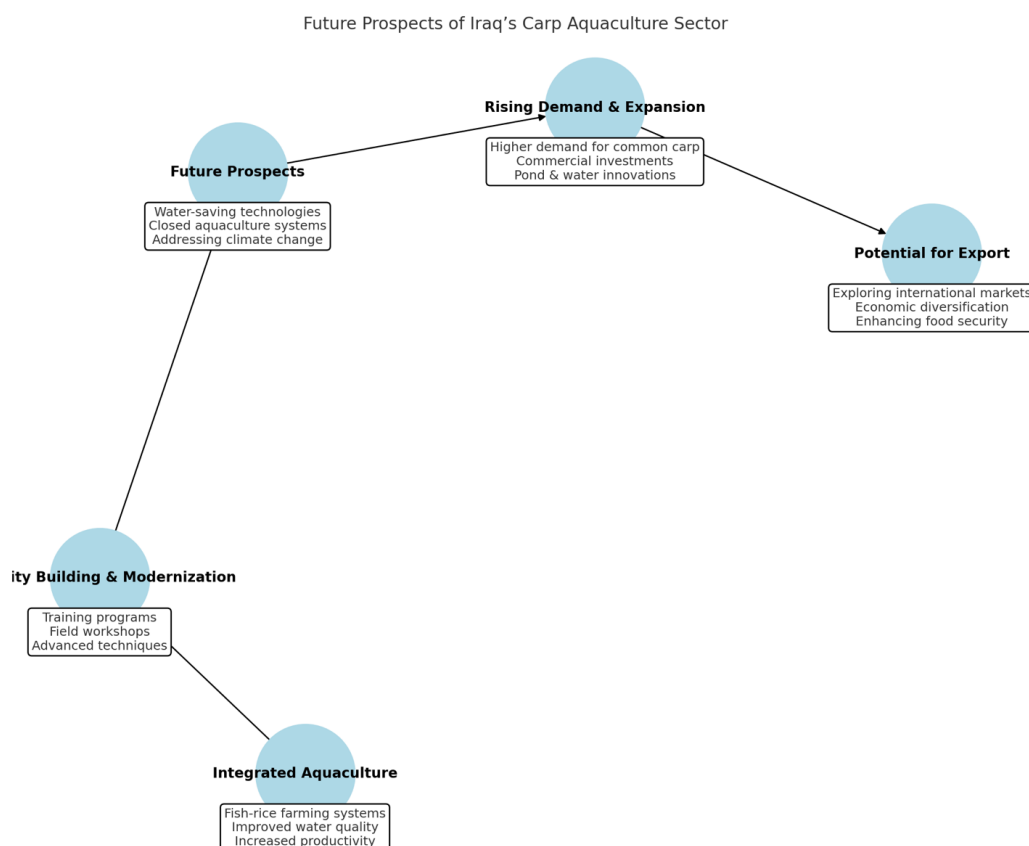 Future Prospects of Iraq’s Carp Aquaculture Sector
Rising Demand & Expansion
Higher demand for common carp
Commercial investments
Pond & water innovations
Future Prospects
Water-saving technologies
Closed aquaculture systems
Addressing climate change
Potential for Export
Exploring international markets
Economic diversification
Enhancing food security
ity Building & Modernization
Training programs
Field workshops
Advanced techniques
Integrated Aquaculture
Fish-rice farming systems
Improved water quality
Increased productivity